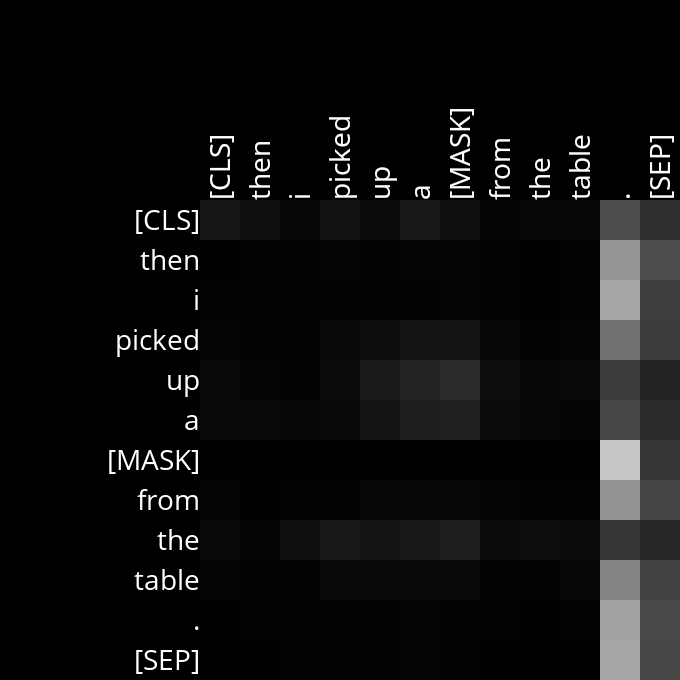 [CLS] then i picked up a [MASK] from the table . [SEP]
[CLS]
then
i
picked
up
a
[MASK]
from
the
table
.
[SEP]